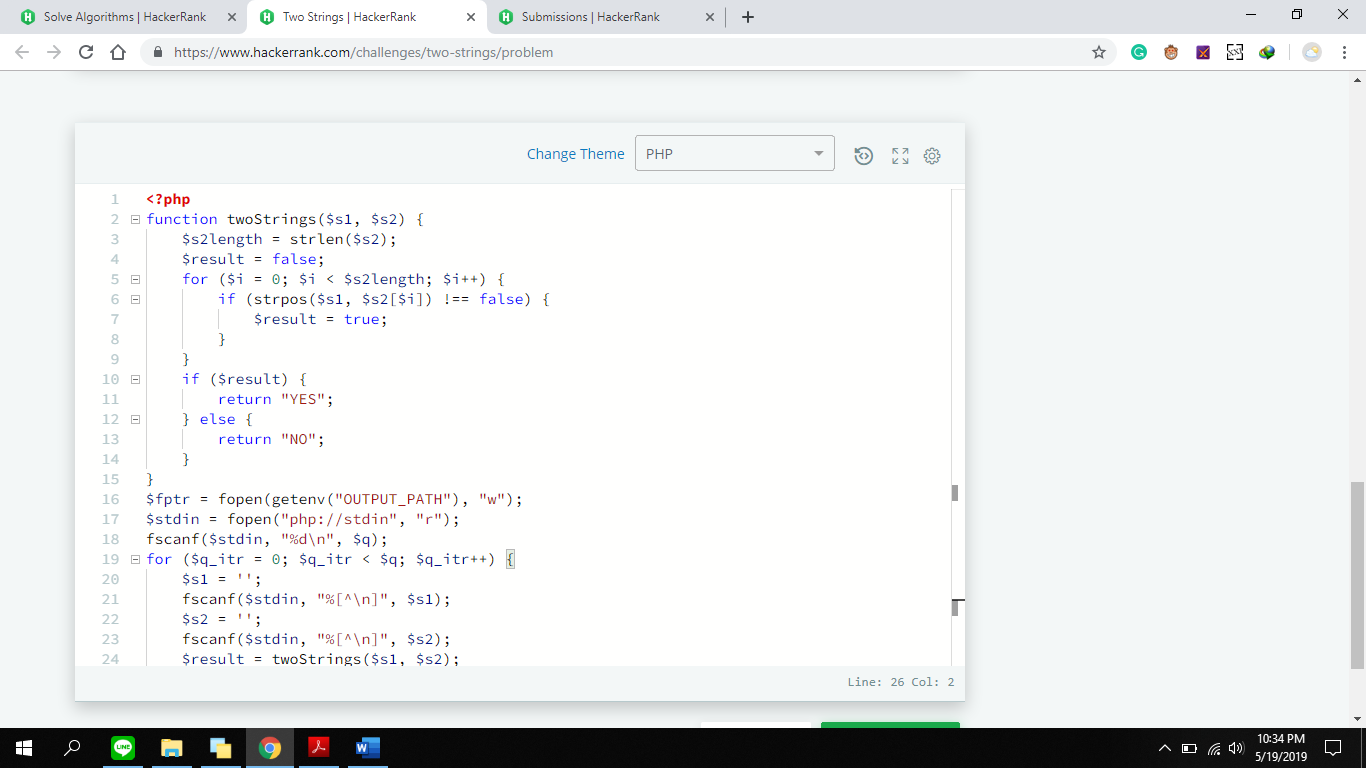 Solve Algorithms | HackerRank
Two Strings | HackerRank
Submissions | HackerRank
https://www.hackerrank.com/challenges/two-strings/problem
Change Theme
PHP
1 <?php
2 function twoStrings($s1, $s2) {
3 $s2length = strlen($s2);
4 $result = false;
5 for ($i = 0; $i < $s2length; $i++) {
6 if (strpos($s1, $s2[$i]) !== false) {
7 $result = true;
8 }
9 }
10 if ($result) {
11 return "YES";
12 } else {
13 return "NO";
14 }
15 }
16 $fptr = fopen(getenv("OUTPUT_PATH"), "w");
17 $stdin = fopen("php://stdin", "r");
18 fscanf($stdin, "%d\n", $q);
19 for ($q_itr = 0; $q_itr < $q; $q_itr++) {
20 $s1 = '';
21 fscanf($stdin, "%[^\n]", $s1);
22 $s2 = '';
23 fscanf($stdin, "%[^\n]", $s2);
24 $result = twoStrings($s1, $s2);
Line: 26 Col: 2
LINE
10:34 PM
5/19/2019